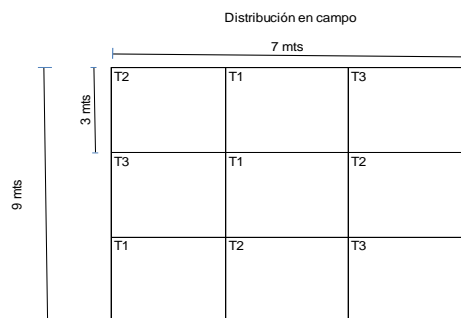 Distribución en campo
7 mts
T2 T1 T3
3 mts
T3 T1 T2
9 mts
T1 T2 T3